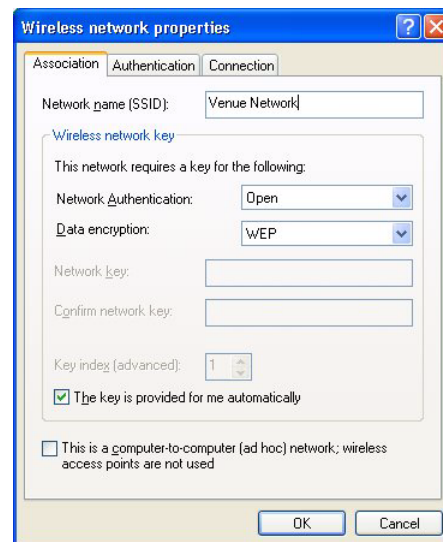 Wireless network properties
Association Authentication Connection
Network name (SSID): Venue Network
Wireless network key
This network requires a key for the following:
Network Authentication: Open
Data encryption: WEP
Network key:
Confirm network key:
Key index (advanced): 1
The key is provided for me automatically
This is a computer-to-computer (ad hoc) network; wireless
access points are not used
OK Cancel